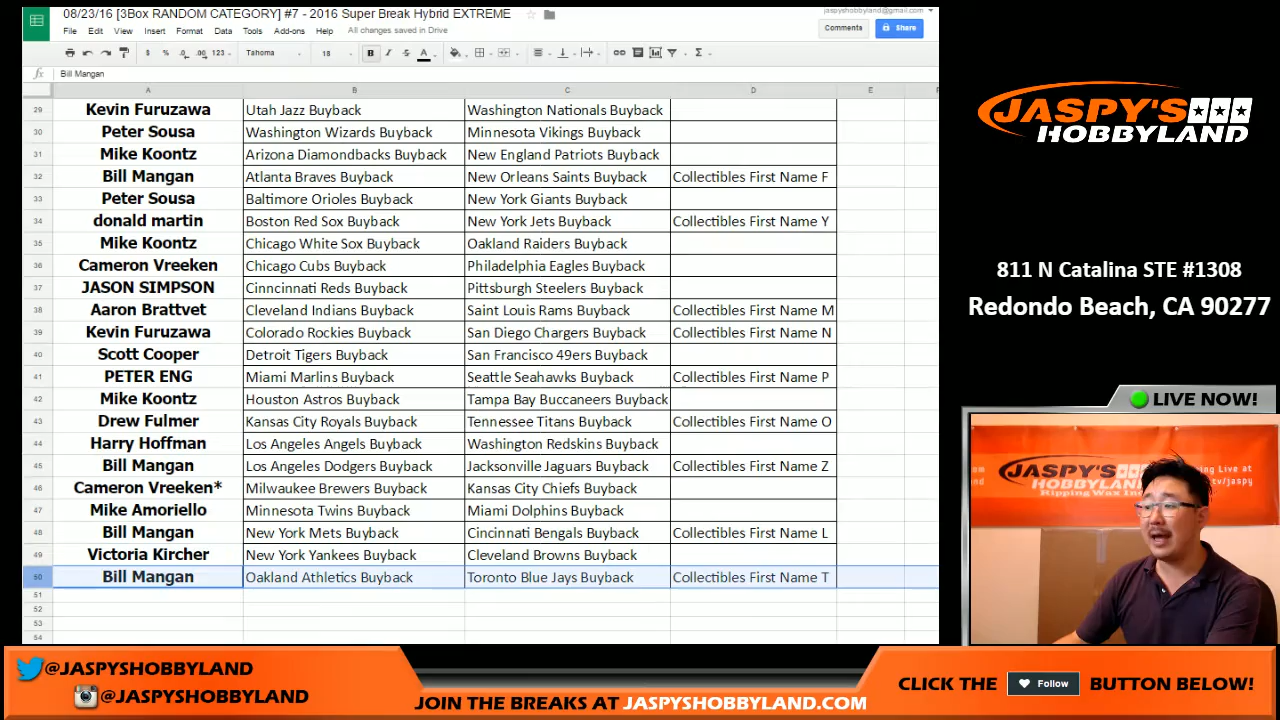 08/23/16 [3Box RANDOM CATEGORY] #7 - 2016 Super Break Hybrid EXTREME
jaspyshobbyland@gmail.com
File Edit View Insert Format Data Tools Add-ons Help All changes saved in Drive
Comments Share
$ % .0 .00 123 Tahoma 18 B I S A
fx Bill Mangan
A B C D E F
29 Kevin Furuzawa Utah Jazz Buyback Washington Nationals Buyback
30 Peter Sousa Washington Wizards Buyback Minnesota Vikings Buyback
31 Mike Koontz Arizona Diamondbacks Buyback New England Patriots Buyback
32 Bill Mangan Atlanta Braves Buyback New Orleans Saints Buyback Collectibles First Name F
33 Peter Sousa Baltimore Orioles Buyback New York Giants Buyback
34 donald martin Boston Red Sox Buyback New York Jets Buyback Collectibles First Name Y
35 Mike Koontz Chicago White Sox Buyback Oakland Raiders Buyback
36 Cameron Vreeken Chicago Cubs Buyback Philadelphia Eagles Buyback
37 JASON SIMPSON Cinncinnati Reds Buyback Pittsburgh Steelers Buyback
38 Aaron Brattvet Cleveland Indians Buyback Saint Louis Rams Buyback Collectibles First Name M
39 Kevin Furuzawa Colorado Rockies Buyback San Diego Chargers Buyback Collectibles First Name N
40 Scott Cooper Detroit Tigers Buyback San Francisco 49ers Buyback
41 PETER ENG Miami Marlins Buyback Seattle Seahawks Buyback Collectibles First Name P
42 Mike Koontz Houston Astros Buyback Tampa Bay Buccaneers Buyback
43 Drew Fulmer Kansas City Royals Buyback Tennessee Titans Buyback Collectibles First Name O
44 Harry Hoffman Los Angeles Angels Buyback Washington Redskins Buyback
45 Bill Mangan Los Angeles Dodgers Buyback Jacksonville Jaguars Buyback Collectibles First Name Z
46 Cameron Vreeken* Milwaukee Brewers Buyback Kansas City Chiefs Buyback
47 Mike Amoriello Minnesota Twins Buyback Miami Dolphins Buyback
48 Bill Mangan New York Mets Buyback Cincinnati Bengals Buyback Collectibles First Name L
49 Victoria Kircher New York Yankees Buyback Cleveland Browns Buyback
50 Bill Mangan Oakland Athletics Buyback Toronto Blue Jays Buyback Collectibles First Name T
51
52
53
54
JASPY'S
HOBBYLAND
811 N Catalina STE #1308
Redondo Beach, CA 90277
LIVE NOW!
JASPY'S
HOBBYLAND
Ripping Wax
@JASPYSHOBBYLAND
@JASPYSHOBBYLAND
JOIN THE BREAKS AT JASPYSHOBBYLAND.COM
CLICK THE Follow BUTTON BELOW!